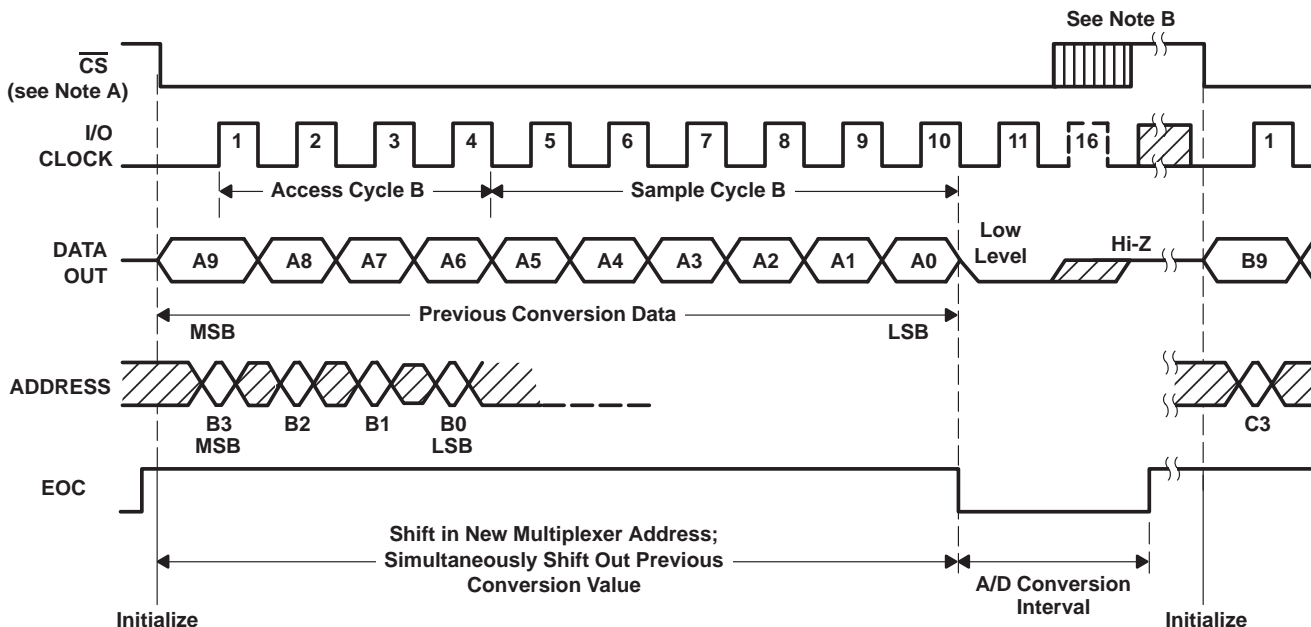 See Note B
CS
(see Note A)
I/O
CLOCK
1 2 3 4 5 6 7 8 9 10 11 16 1
Access Cycle B
Sample Cycle B
DATA
OUT
A9 A8 A7 A6 A5 A4 A3 A2 A1 A0
Low
Level
Hi-Z
B9
Previous Conversion Data
MSB
LSB
ADDRESS
B3 B2 B1 B0 C3
MSB LSB
EOC
Shift in New Multiplexer Address;
Simultaneously Shift Out Previous
Conversion Value
A/D Conversion
Interval
Initialize
Initialize